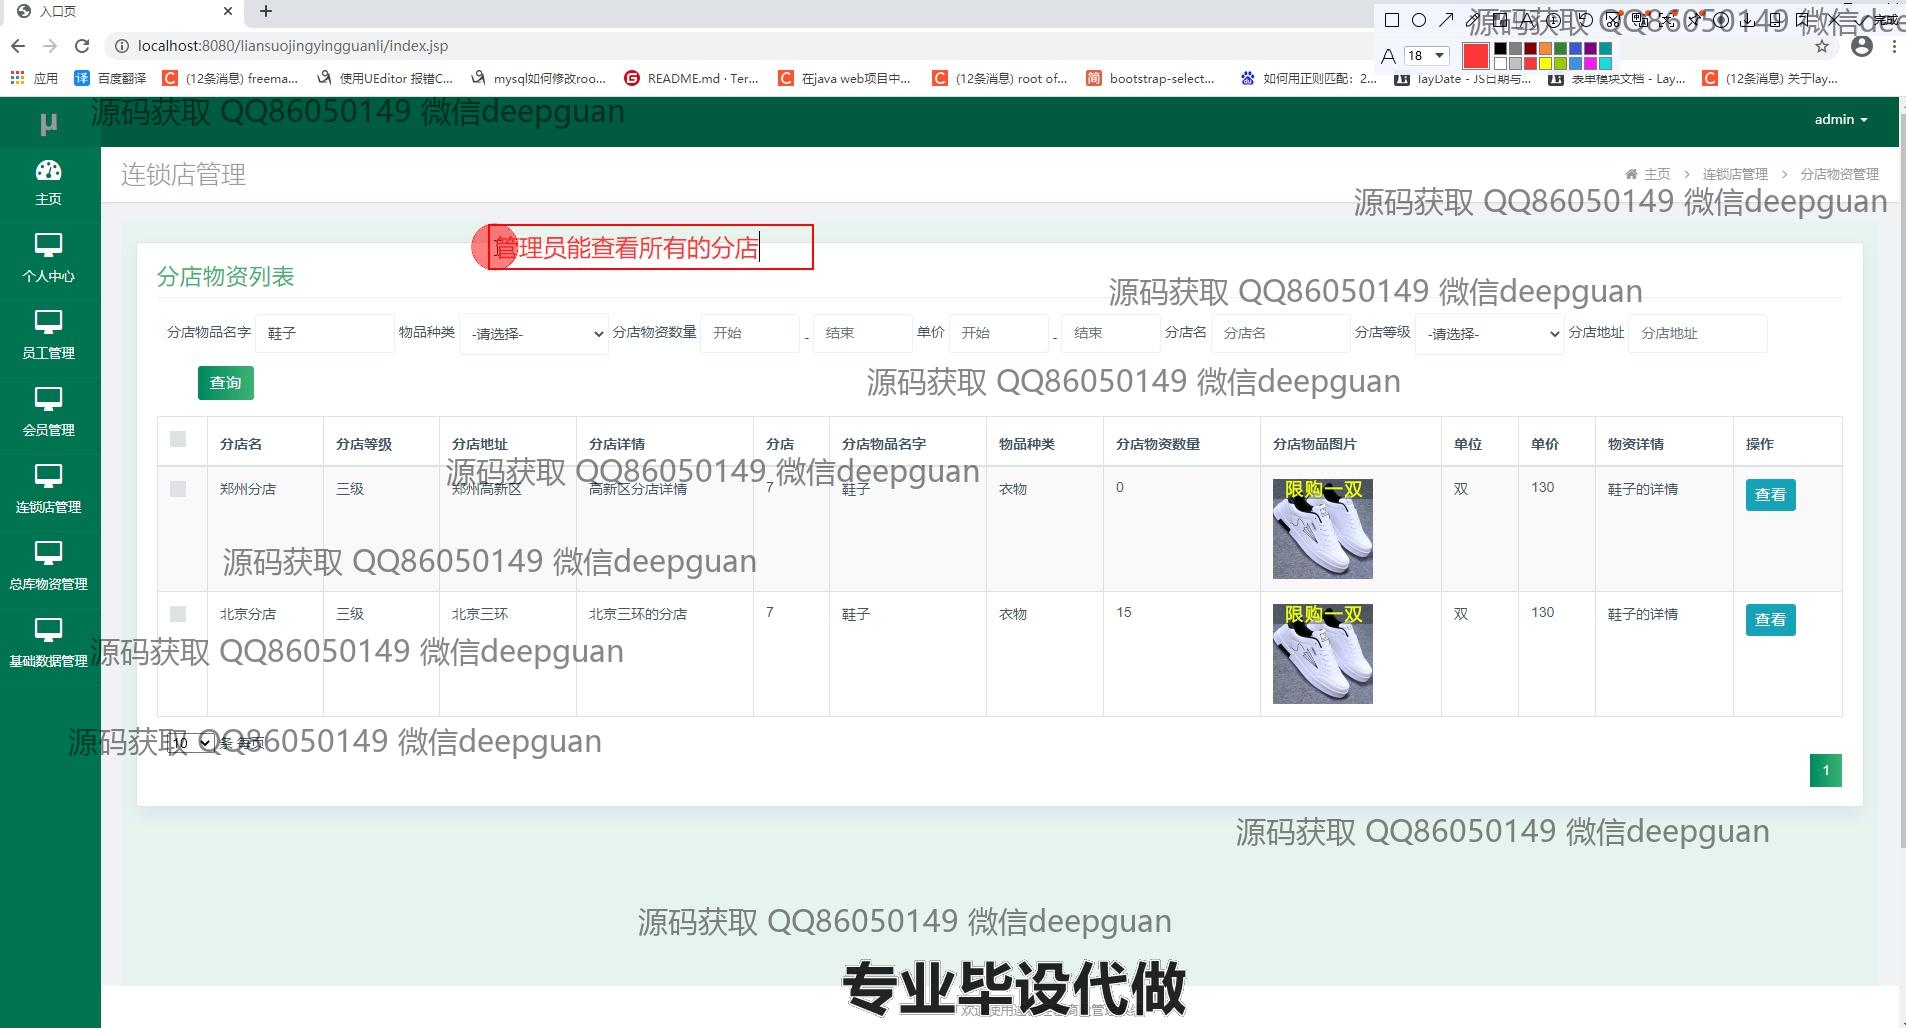 入口页
localhost:8080/liansuojingyingguanli/index.jsp
完成
18
应用 百度翻译 (12条消息) freema... 使用UEditor 报错C... mysql如何修改roo... README.md · Ter... 在java web项目中... (12条消息) root of... bootstrap-select... 如何用正则匹配：2... layDate - JS日期与... 表单模块文档 - Lay... (12条消息) 关于lay...
源码获取 QQ86050149 微信deepguan
μ
admin
主页
个人中心
员工管理
会员管理
连锁店管理
总库物资管理
基础数据管理
连锁店管理
主页 > 连锁店管理 > 分店物资管理
源码获取 QQ86050149 微信deepguan
管理员能查看所有的分店
分店物资列表
源码获取 QQ86050149 微信deepguan
分店物品名字 鞋子 物品种类 -请选择- 分店物资数量 开始 - 结束 单价 开始 - 结束 分店名 分店名 分店等级 -请选择- 分店地址 分店地址
查询
源码获取 QQ86050149 微信deepguan
分店名 分店等级 分店地址 分店详情 分店 分店物品名字 物品种类 分店物资数量 分店物品图片 单位 单价 物资详情 操作
源码获取 QQ86050149 微信deepguan
郑州分店 三级 郑州高新区 高新区分店详情 7 鞋子 衣物 0 限购一双 双 130 鞋子的详情 查看
源码获取 QQ86050149 微信deepguan
北京分店 三级 北京三环 北京三环的分店 7 鞋子 衣物 15 限购一双 双 130 鞋子的详情 查看
源码获取 QQ86050149 微信deepguan
源码获取 QQ86050149 微信deepguan
10 条 每页
1
源码获取 QQ86050149 微信deepguan
源码获取 QQ86050149 微信deepguan
专业毕设代做